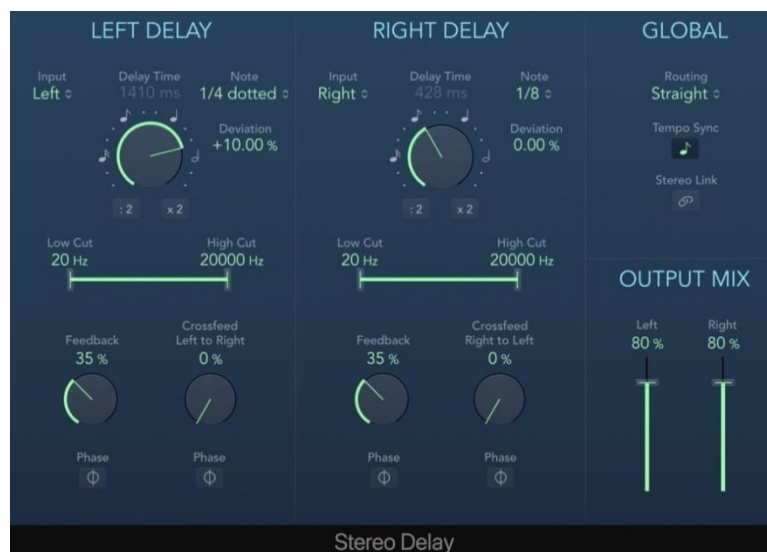 LEFT DELAY
Input
Left
Delay Time
1410 ms
Note
1/4 dotted
Deviation
+10.00 %
: 2
x 2
Low Cut
20 Hz
High Cut
20000 Hz
Feedback
35 %
Crossfeed
Left to Right
0 %
Phase
Phase
RIGHT DELAY
Input
Right
Delay Time
428 ms
Note
1/8
Deviation
0.00 %
: 2
x 2
Low Cut
20 Hz
High Cut
20000 Hz
Feedback
35 %
Crossfeed
Right to Left
0 %
Phase
Phase
GLOBAL
Routing
Straight
Tempo Sync
Stereo Link
OUTPUT MIX
Left
80 %
Right
80 %
Stereo Delay